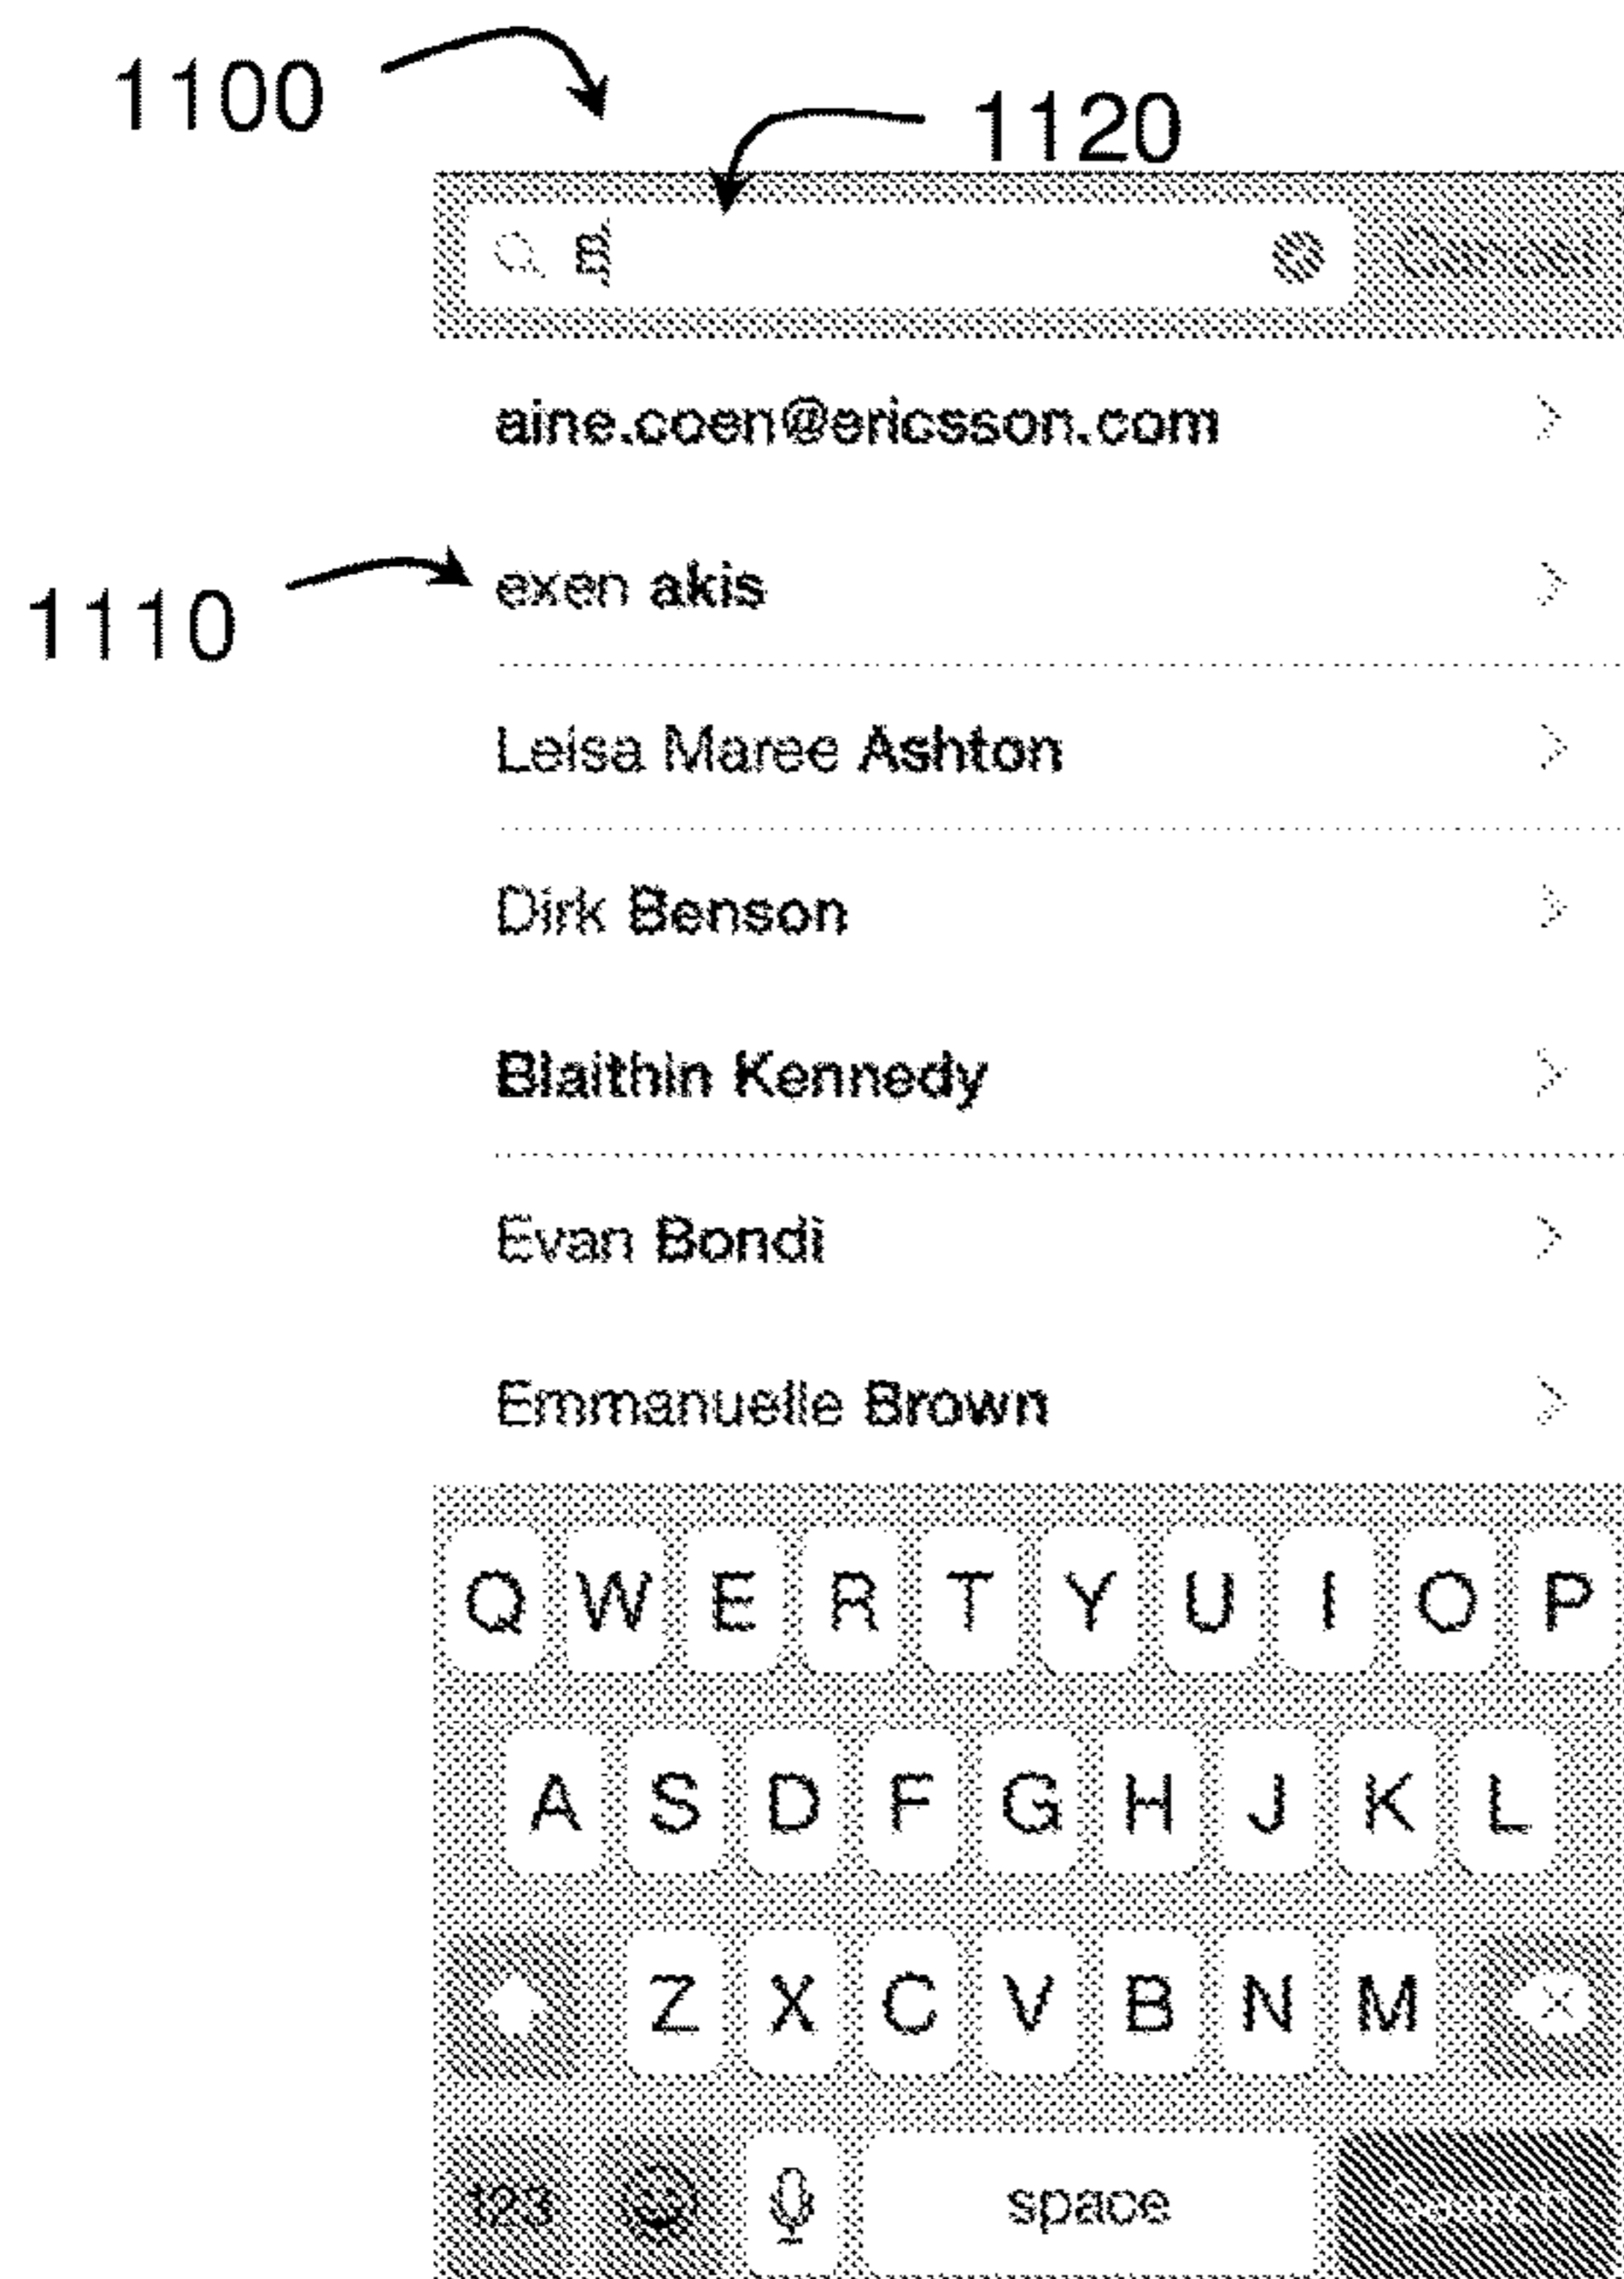 1100
1120
aine.coen@ericsson.com
1110
exen akis
Leisa Maree Ashton
Dirk Benson
Blaithin Kennedy
Evan Bondi
Emmanuelle Brown
Q W E R T Y U I O P
A S D F G H J K L
Z X C V B N M
123 space